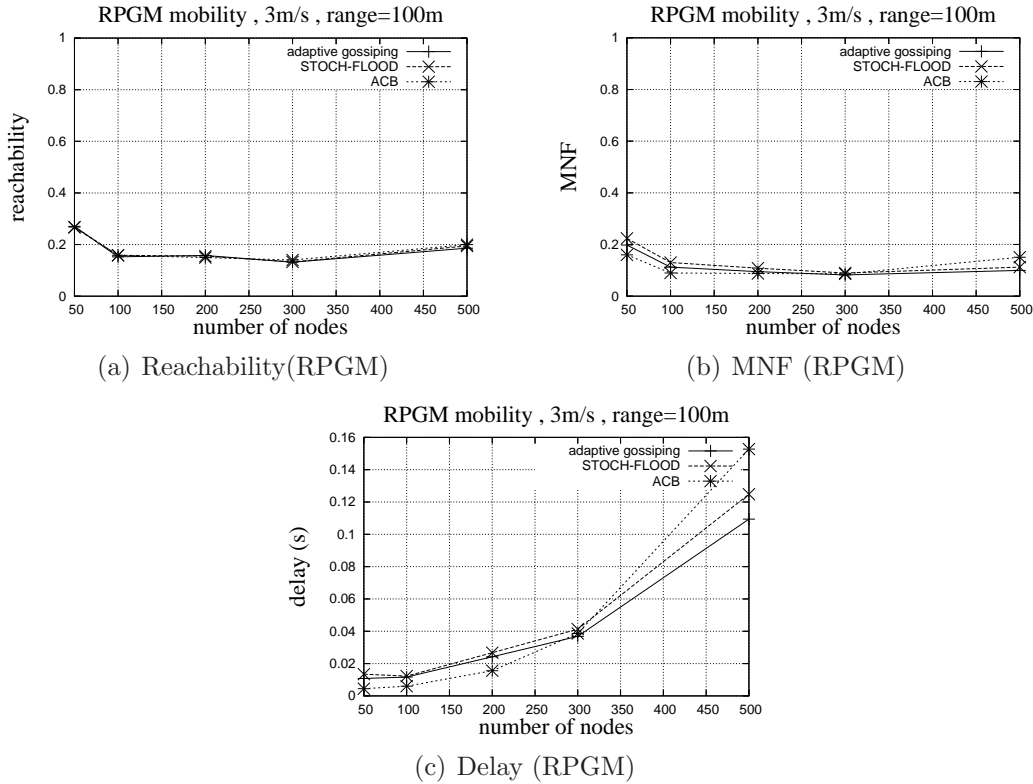 RPGM mobility , 3m/s , range=100m
adaptive gossiping
STOCH-FLOOD
ACB
1
0.8
0.6
0.4
0.2
0
reachability
50 100 150 200 250 300 350 400 450 500
number of nodes
(a) Reachability(RPGM)
RPGM mobility , 3m/s , range=100m
adaptive gossiping
STOCH-FLOOD
ACB
1
0.8
0.6
0.4
0.2
0
MNF
50 100 150 200 250 300 350 400 450 500
number of nodes
(b) MNF (RPGM)
RPGM mobility , 3m/s , range=100m
adaptive gossiping
STOCH-FLOOD
ACB
0.16
0.14
0.12
0.1
0.08
0.06
0.04
0.02
0
delay (s)
50 100 150 200 250 300 350 400 450 500
number of nodes
(c) Delay (RPGM)